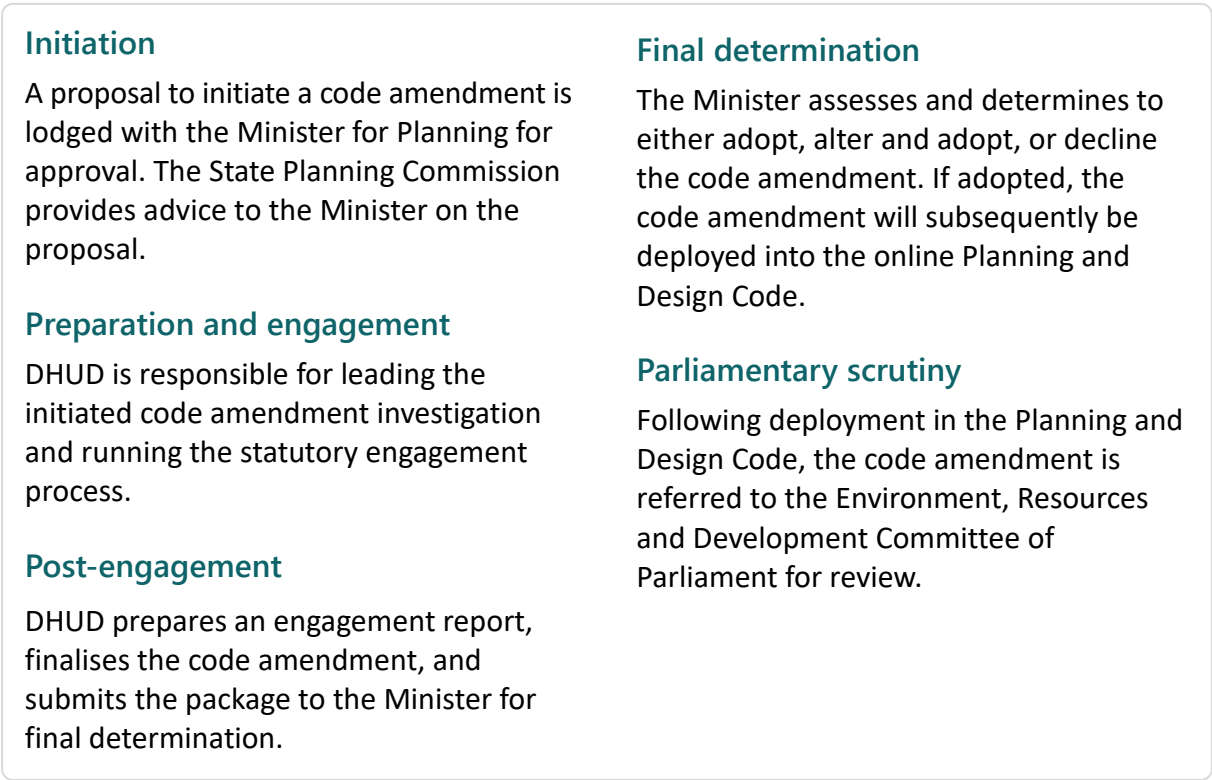 Initiation
A proposal to initiate a code amendment is
lodged with the Minister for Planning for
approval. The State Planning Commission
provides advice to the Minister on the
proposal.
Preparation and engagement
DHUD is responsible for leading the
initiated code amendment investigation
and running the statutory engagement
process.
Post-engagement
DHUD prepares an engagement report,
finalises the code amendment, and
submits the package to the Minister for
final determination.
Final determination
The Minister assesses and determines to
either adopt, alter and adopt, or decline
the code amendment. If adopted, the
code amendment will subsequently be
deployed into the online Planning and
Design Code.
Parliamentary scrutiny
Following deployment in the Planning and
Design Code, the code amendment is
referred to the Environment, Resources
and Development Committee of
Parliament for review.